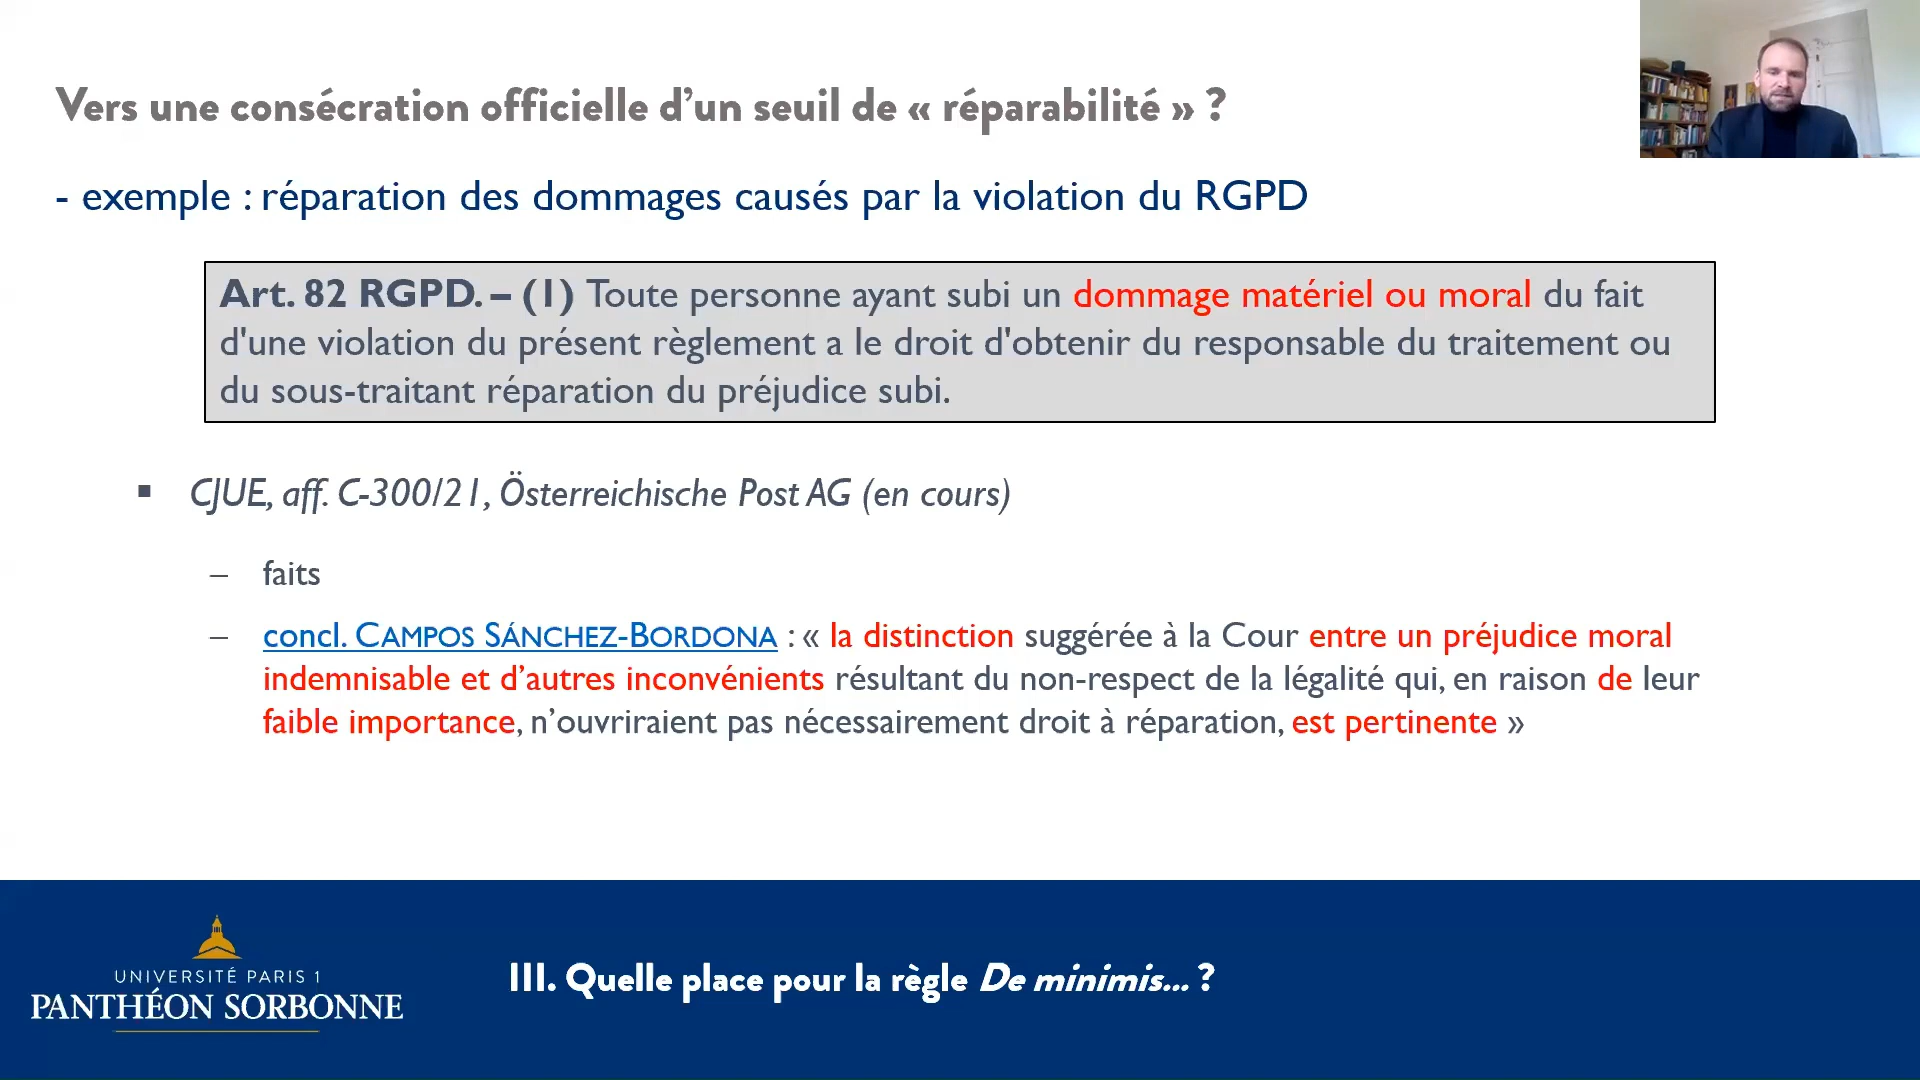 Vers une consécration officielle d’un seuil de « réparabilité » ?
- exemple : réparation des dommages causés par la violation du RGPD
Art. 82 RGPD. – (1) Toute personne ayant subi un dommage matériel ou moral du fait
d'une violation du présent règlement a le droit d'obtenir du responsable du traitement ou
du sous-traitant réparation du préjudice subi.
▪ CJUE, aff. C-300/21, Österreichische Post AG (en cours)
– faits
– concl. CAMPOS SÁNCHEZ-BORDONA : « la distinction suggérée à la Cour entre un préjudice moral
indemnisable et d’autres inconvénients résultant du non-respect de la légalité qui, en raison de leur
faible importance, n’ouvriraient pas nécessairement droit à réparation, est pertinente »
UNIVERSITÉ PARIS 1
PANTHÉON SORBONNE
III. Quelle place pour la règle De minimis... ?